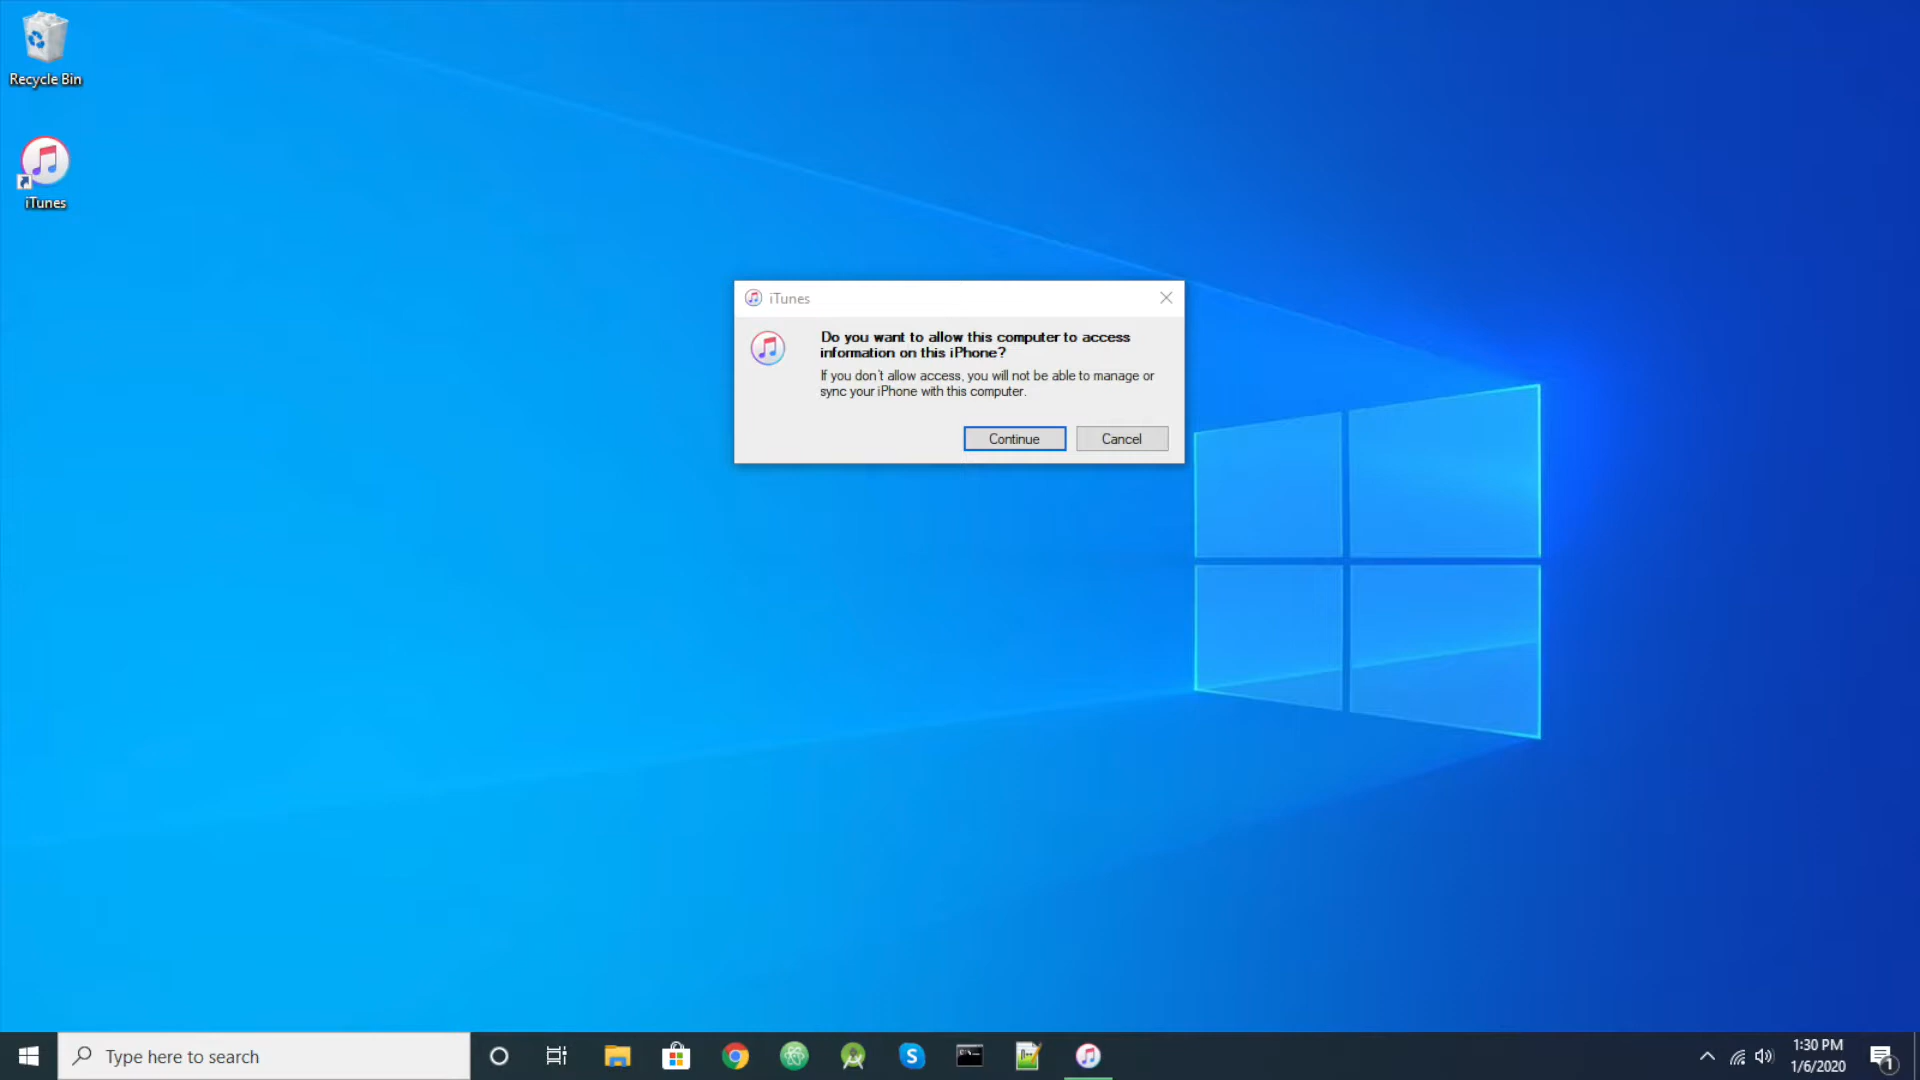 Recycle Bin
iTunes
iTunes
Do you want to allow this computer to access
information on this iPhone?
If you don't allow access, you will not be able to manage or
sync your iPhone with this computer.
Continue
Cancel
Type here to search
1:30 PM
1/6/2020
1